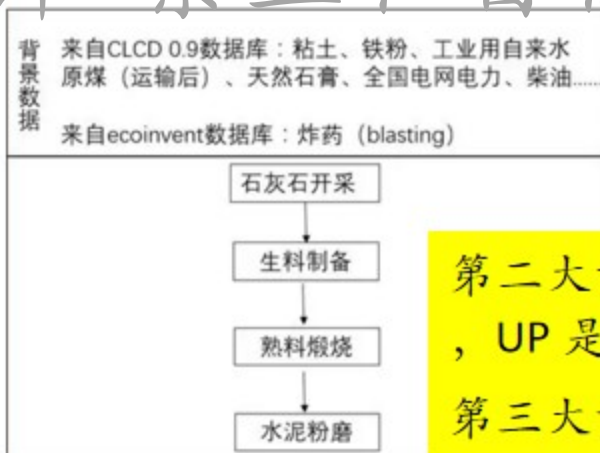 背景数据
来自CLCD 0.9数据库：粘土、铁粉、工业用自来水
原煤（运输后）、天然石膏、全国电网电力、柴油......
来自ecoinvent数据库：炸药（blasting）
石灰石开采
生料制备
熟料煅烧
水泥粉磨
第二大
，UP 是
第三大